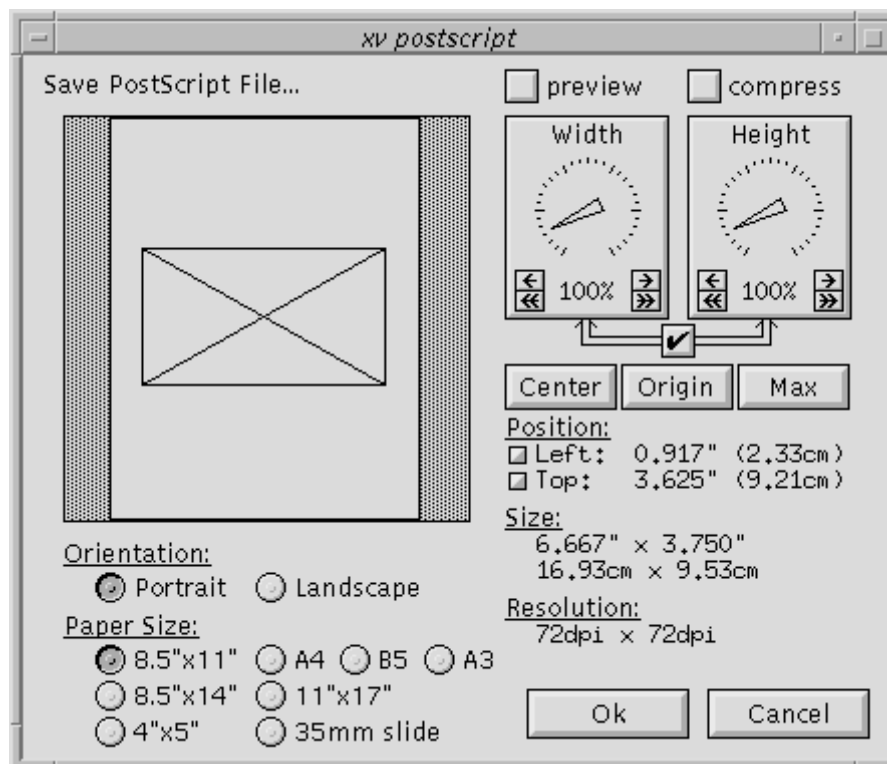 xv postscript
Save PostScript File...
preview compress
Width Height
100% 100%
Center Origin Max
Position:
Left: 0.917" (2.33cm)
Top: 3.625" (9.21cm)
Size:
6.667" × 3.750"
16.93cm × 9.53cm
Resolution:
72dpi × 72dpi
Orientation:
Portrait Landscape
Paper Size:
8.5"x11" A4 B5 A3
8.5"x14" 11"x17"
4"x5" 35mm slide
Ok Cancel